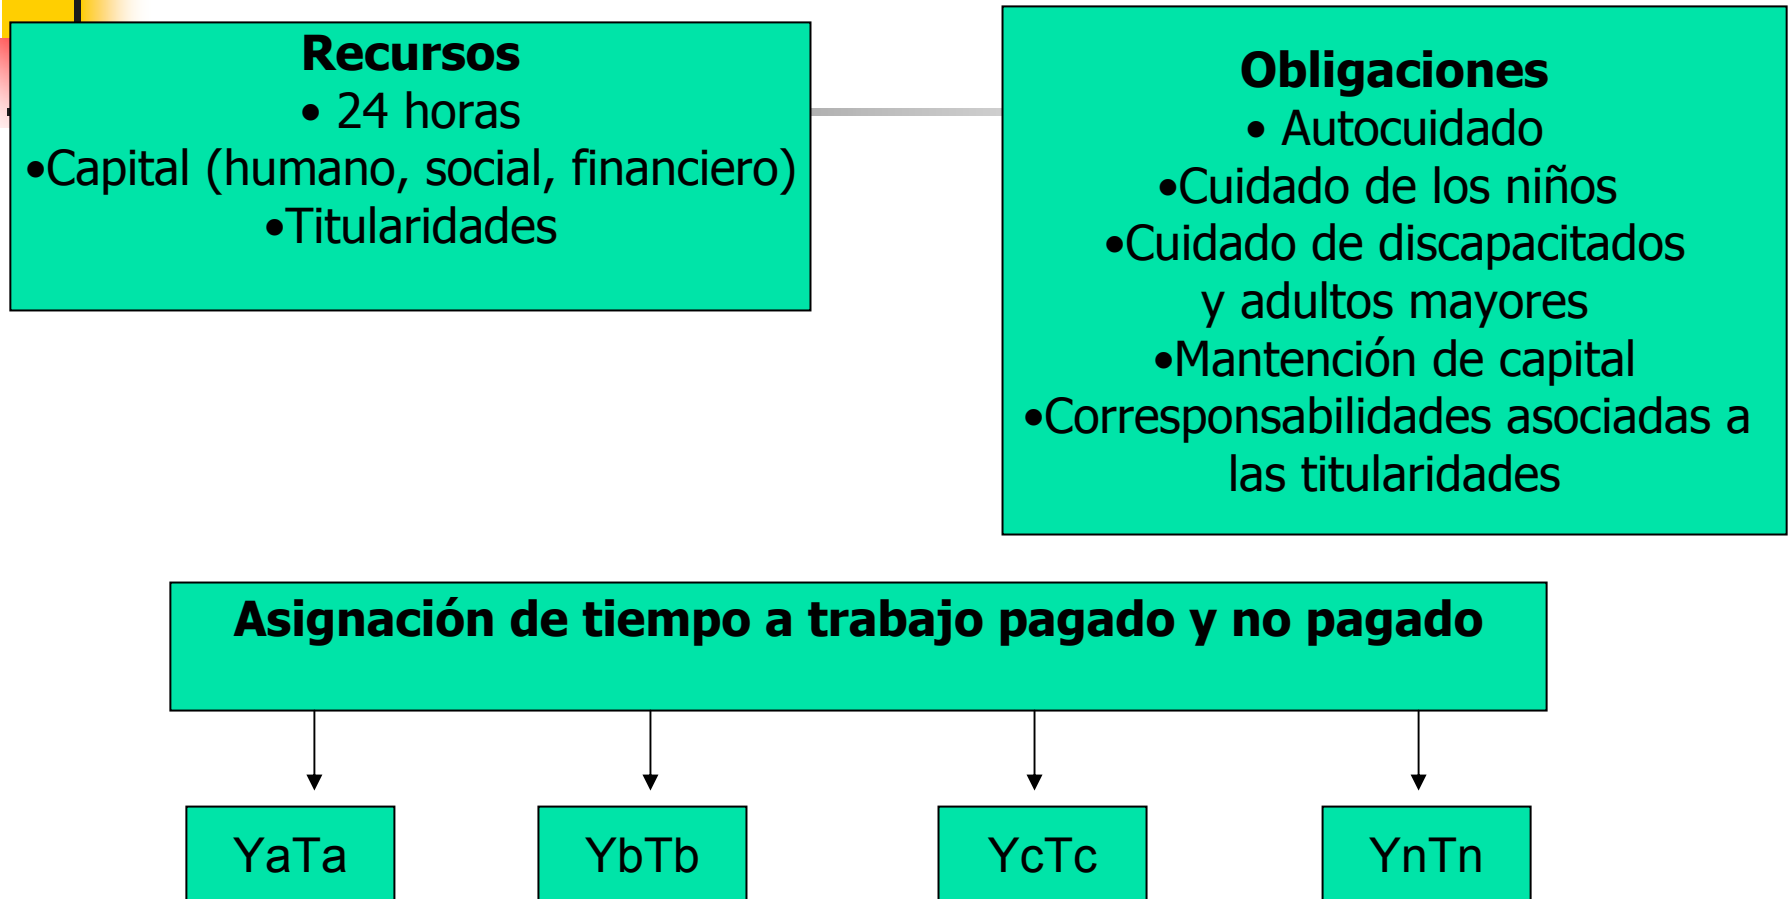 Recursos
• 24 horas
•Capital (humano, social, financiero)
•Titularidades
Obligaciones
• Autocuidado
•Cuidado de los niños
•Cuidado de discapacitados
y adultos mayores
•Mantención de capital
•Corresponsabilidades asociadas a
las titularidades
Asignación de tiempo a trabajo pagado y no pagado
YaTa
YbTb
YcTc
YnTn